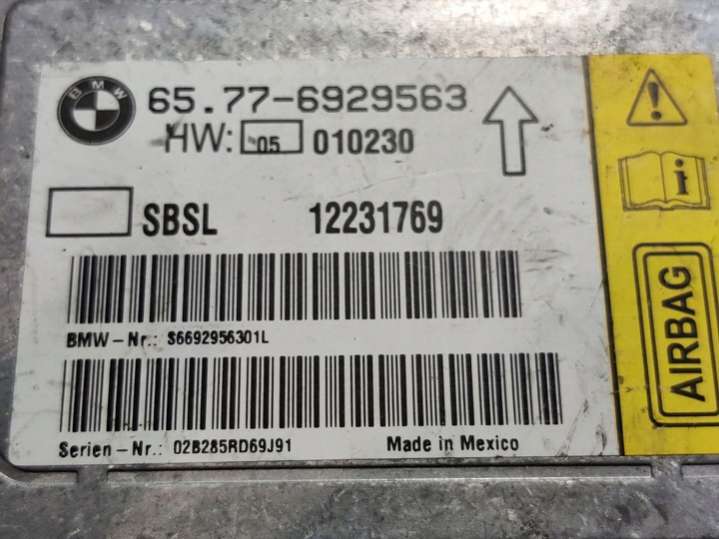 BMW 65.77-6929563
HW: 05 010230
SBSL 12231769
BMW-Nr.: S6692956301L
Serien-Nr.: 02B285RD69J91 Made in Mexico
! i
AIRBAG